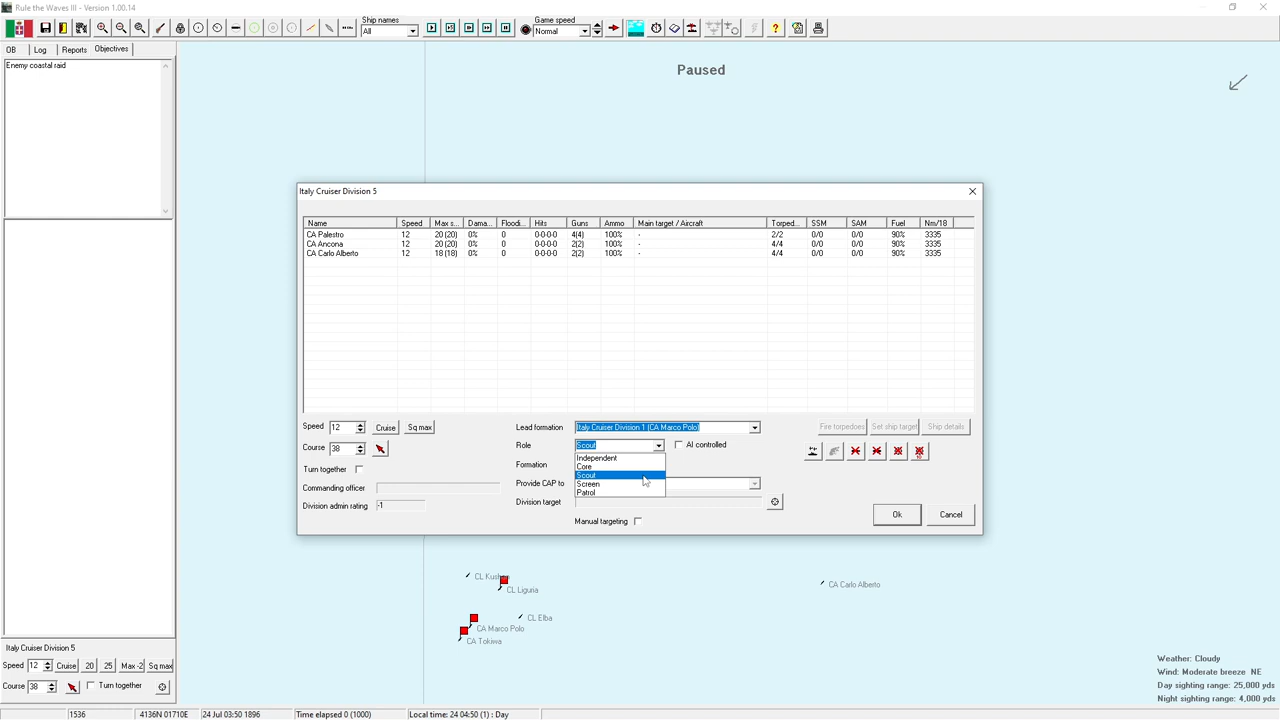 Rule the Waves III - Version 1.00.14
Ship names
All
Game speed
Normal
OB
Log
Reports
Objectives
Enemy coastal raid
Paused
Italy Cruiser Division 5
Name Speed Max s... Dama... Floodi... Hits Guns Ammo Main target / Aircraft Torped... SSM SAM Fuel Nm/18
CA Palestro 12 20 (20) 0% 0 0-0-0-0 4(4) 100% - 2/2 0/0 0/0 90% 3335
CA Ancona 12 20 (20) 0% 0 0-0-0-0 2(2) 100% - 4/4 0/0 0/0 90% 3335
CA Carlo Alberto 12 18 (18) 0% 0 0-0-0-0 2(2) 100% - 4/4 0/0 0/0 90% 3335
Speed 12 Cruise Sq max
Course 38
Turn together
Commanding officer
Division admin rating -1
Lead formation Italy Cruiser Division 1 (CA Marco Polo)
Role Scout AI controlled
Independent
Core
Scout
Screen
Patrol
Formation
Provide CAP to
Division target
Manual targeting
Fire torpedoes Set ship target Ship details
Ok Cancel
CL Liguria
CA Carlo Alberto
CL Elba
CA Marco Polo
CA Tokiwa
Italy Cruiser Division 5
Speed 12 Cruise 20 25 Max -2 Sq max
Course 38 Turn together
Weather: Cloudy
Wind: Moderate breeze NE
Day sighting range: 25,000 yds
Night sighting range: 4,000 yds
1536 4136N 01710E 24 Jul 03:50 1896 Time elapsed 0 (1000) Local time: 24 04:50 (1) : Day